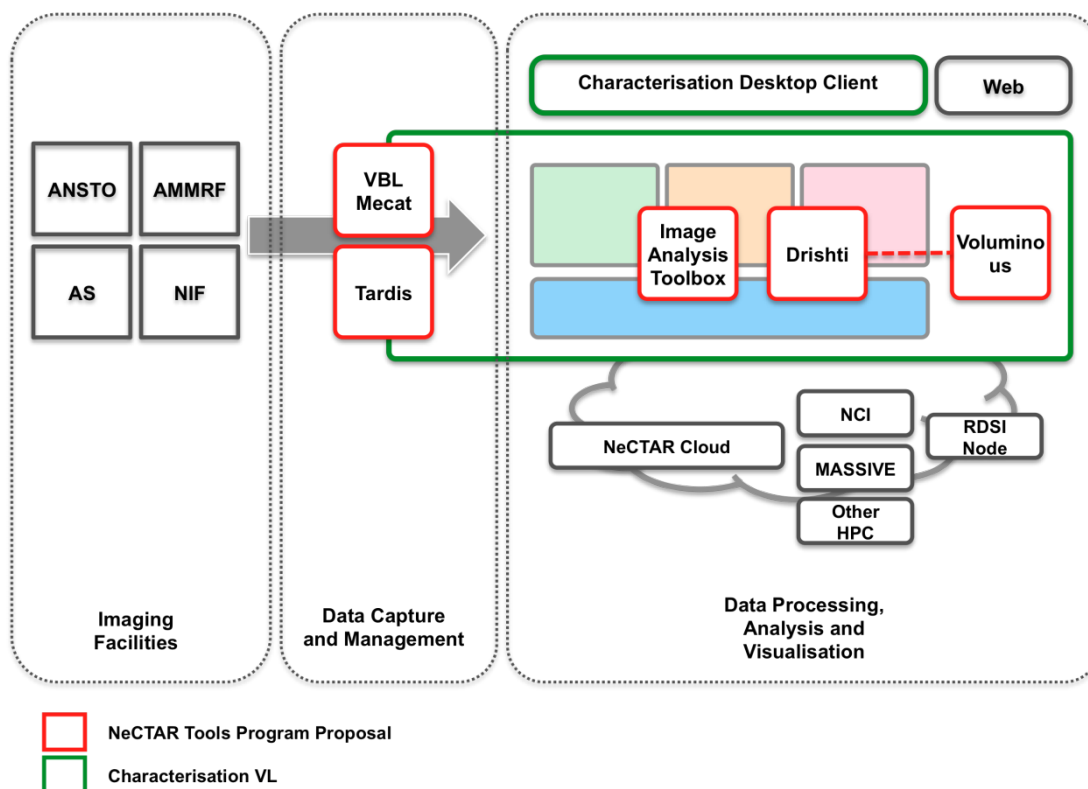 Characterisation Desktop Client
Web
ANSTO
AMMRF
AS
NIF
VBL
Mecat
Tardis
Image
Analysis
Toolbox
Drishti
Volumino
us
NeCTAR Cloud
NCI
MASSIVE
Other
HPC
RDSI
Node
Imaging
Facilities
Data Capture
and Management
Data Processing,
Analysis and
Visualisation
NeCTAR Tools Program Proposal
Characterisation VL